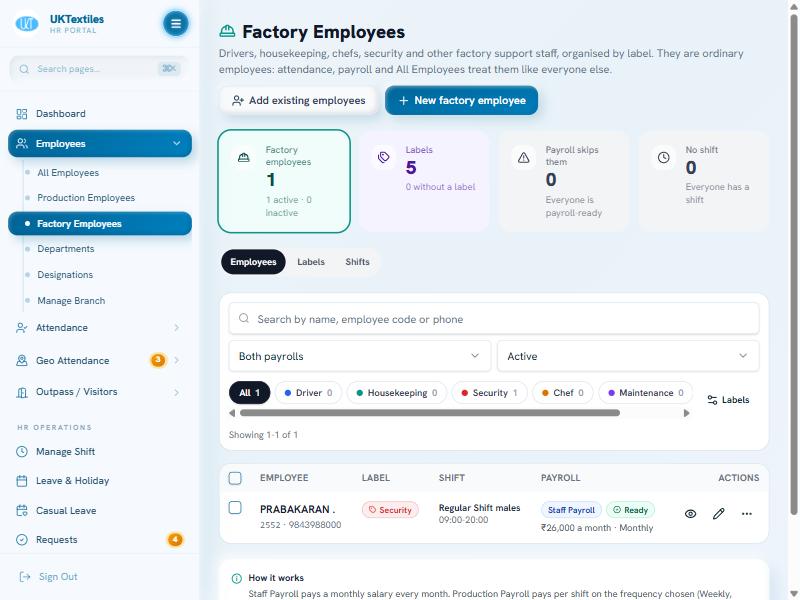 UKTextiles
HR PORTAL
Search pages...
⌘K
Dashboard
Employees
All Employees
Production Employees
Factory Employees
Departments
Designations
Manage Branch
Attendance
Geo Attendance 3
Outpass / Visitors
HR OPERATIONS
Manage Shift
Leave & Holiday
Casual Leave
Requests 4
Sign Out
Factory Employees
Drivers, housekeeping, chefs, security and other factory support staff, organised by label. They are ordinary
employees: attendance, payroll and All Employees treat them like everyone else.
Add existing employees
New factory employee
Factory
employees
1
1 active · 0
inactive
Labels
5
0 without a label
Payroll skips
them
0
Everyone is
payroll-ready
No shift
0
Everyone has a
shift
Employees Labels Shifts
Search by name, employee code or phone
Both payrolls Active
All 1 Driver 0 Housekeeping 0 Security 1 Chef 0 Maintenance 0 Labels
Showing 1-1 of 1
EMPLOYEE LABEL SHIFT PAYROLL ACTIONS
PRABAKARAN .
2552 · 9843988000
Security
Regular Shift males
09:00-20:00
Staff Payroll Ready
₹26,000 a month · Monthly
How it works
Staff Payroll pays a monthly salary every month. Production Payroll pays per shift on the frequency chosen (Weekly,